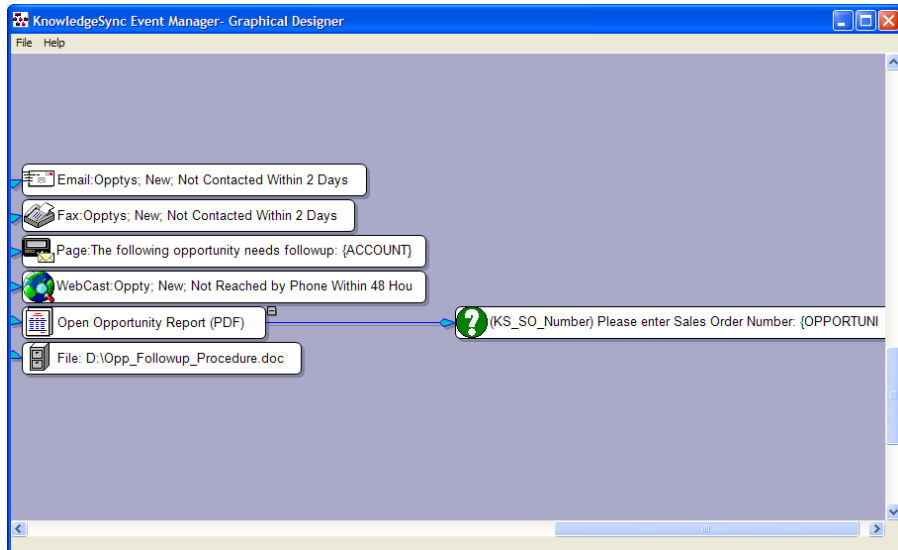 KnowledgeSync Event Manager- Graphical Designer
File Help
Email:Opptys; New; Not Contacted Within 2 Days
Fax:Opptys; New; Not Contacted Within 2 Days
Page:The following opportunity needs followup: {ACCOUNT}
WebCast:Oppty; New; Not Reached by Phone Within 48 Hou
Open Opportunity Report (PDF)
(KS_SO_Number) Please enter Sales Order Number: {OPPORTUNI
File: D:\Opp_Followup_Procedure.doc